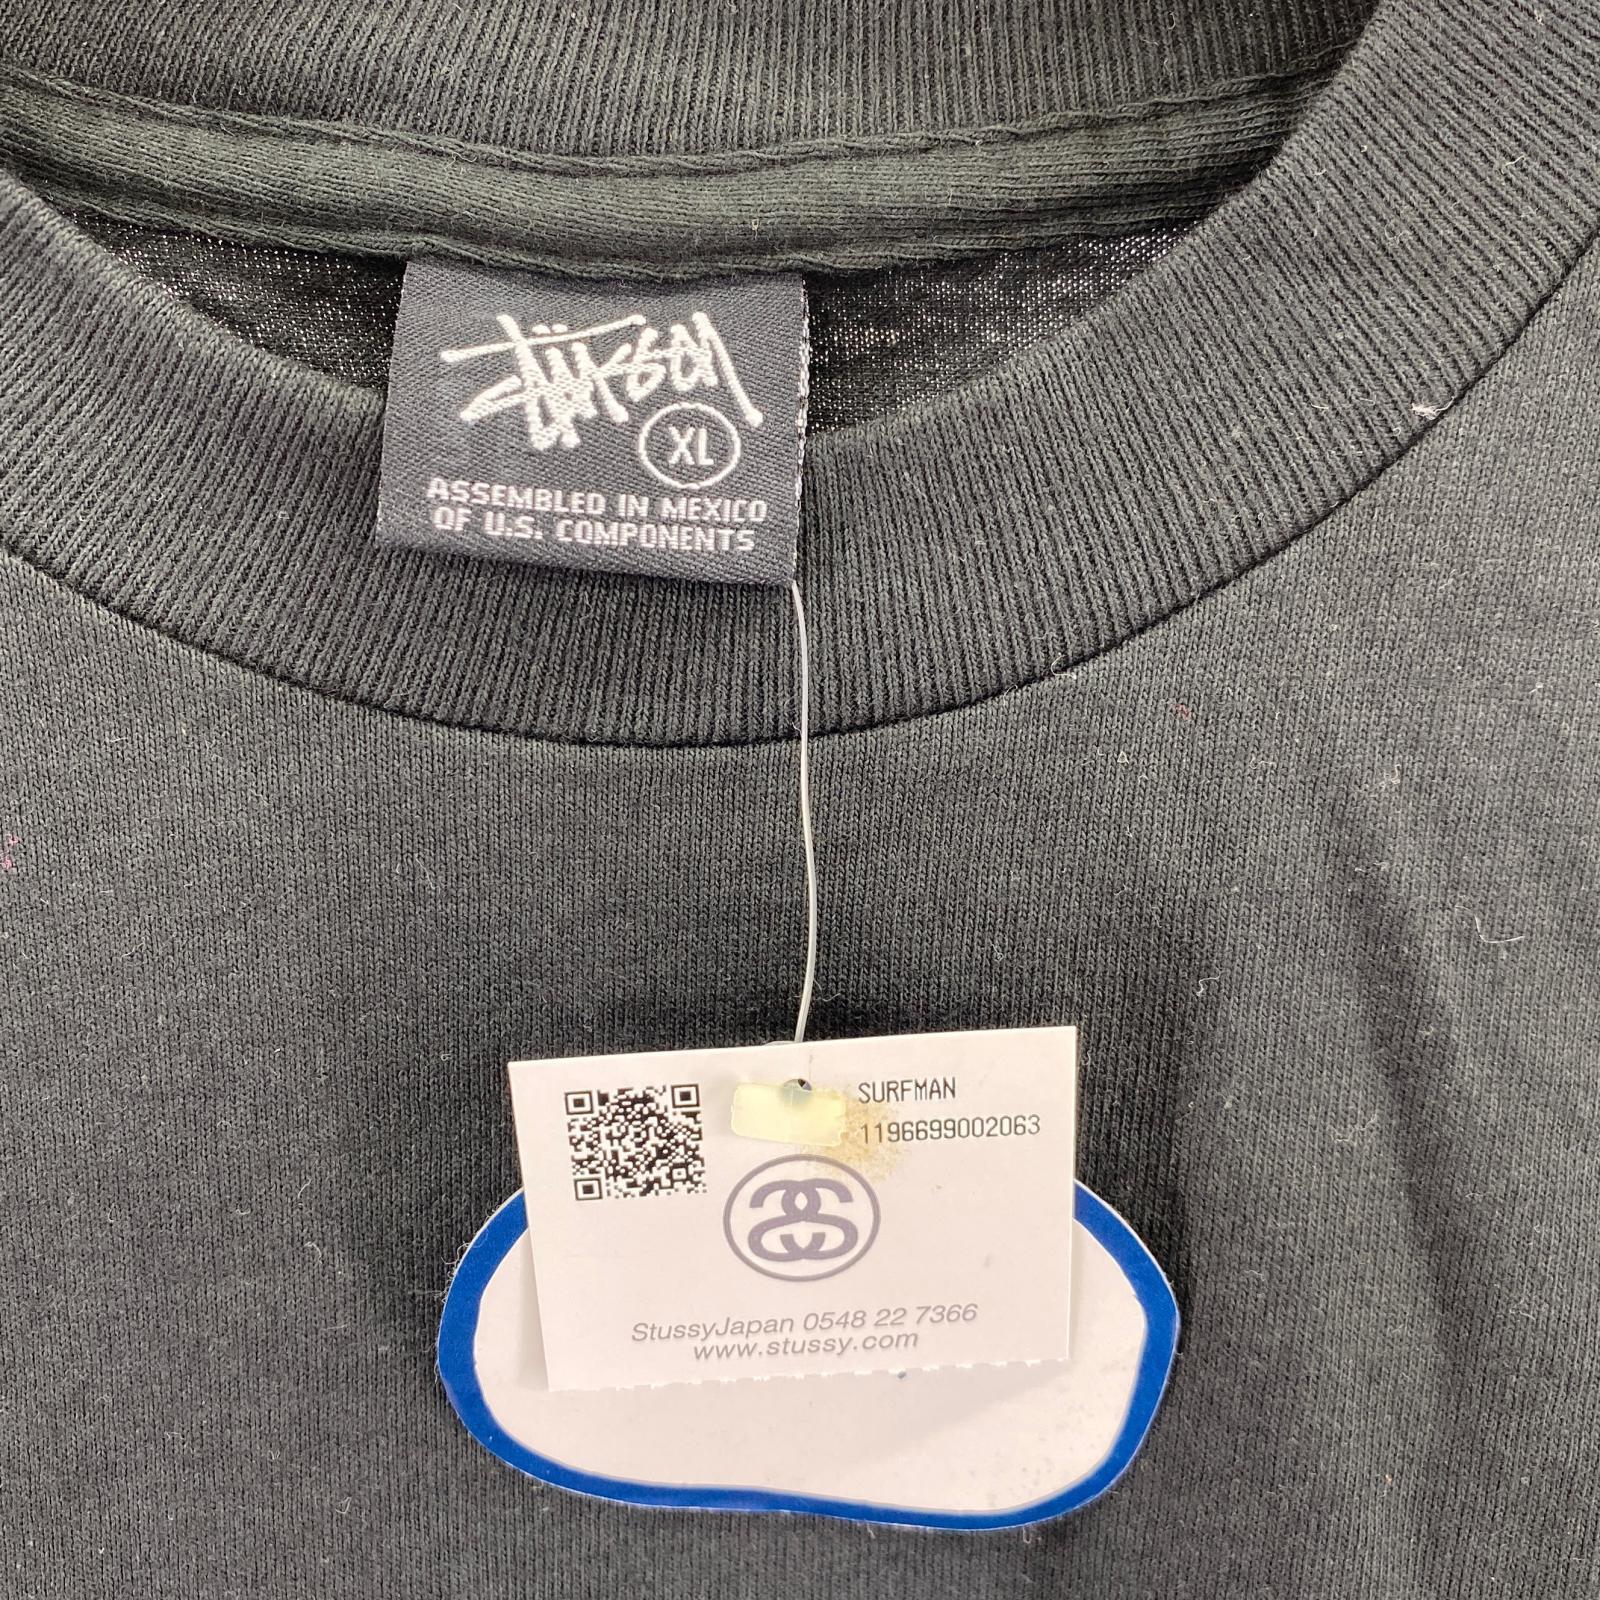 Stüssy
XL
ASSEMBLED IN MEXICO
OF U.S. COMPONENTS
SURFMAN
1196699002063
StussyJapan 0548 22 7366
www.stussy.com